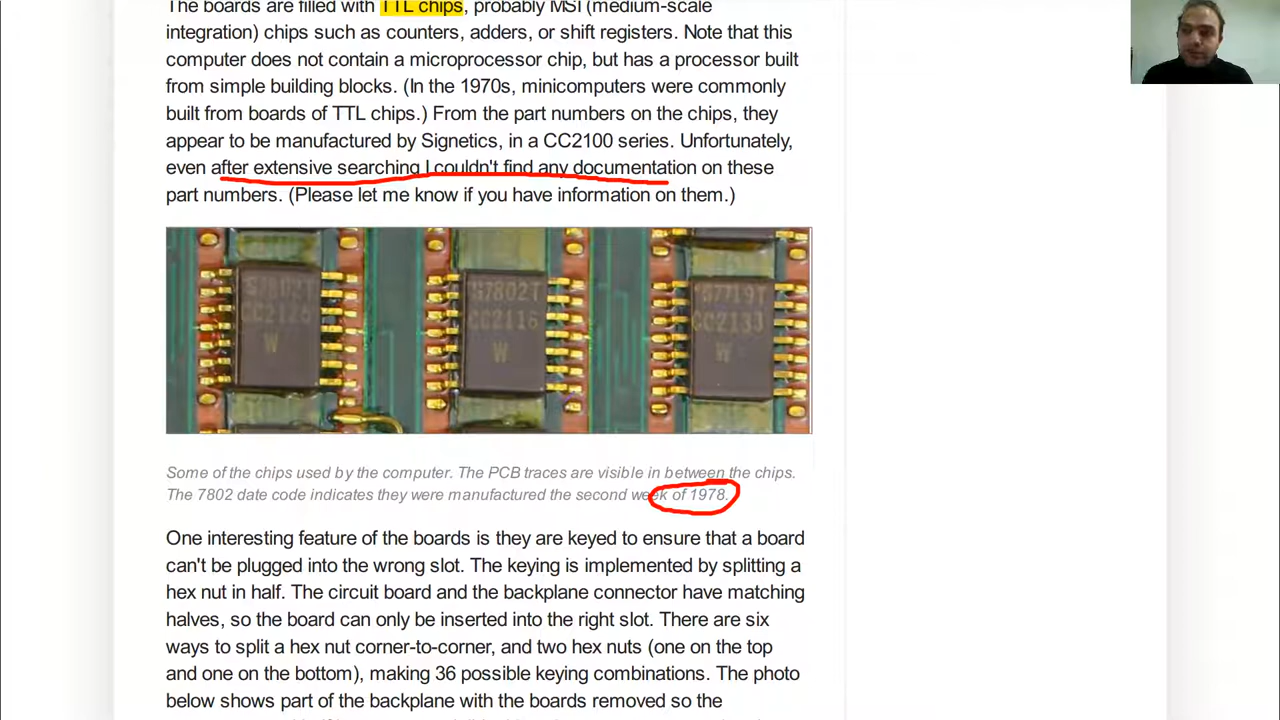 The boards are filled with TTL chips, probably MSI (medium-scale
integration) chips such as counters, adders, or shift registers. Note that this
computer does not contain a microprocessor chip, but has a processor built
from simple building blocks. (In the 1970s, minicomputers were commonly
built from boards of TTL chips.) From the part numbers on the chips, they
appear to be manufactured by Signetics, in a CC2100 series. Unfortunately,
even after extensive searching I couldn't find any documentation on these
part numbers. (Please let me know if you have information on them.)
S7802T
CC2116
W
CC2133
W
W
Some of the chips used by the computer. The PCB traces are visible in between the chips.
The 7802 date code indicates they were manufactured the second week of 1978.
One interesting feature of the boards is they are keyed to ensure that a board
can't be plugged into the wrong slot. The keying is implemented by splitting a
hex nut in half. The circuit board and the backplane connector have matching
halves, so the board can only be inserted into the right slot. There are six
ways to split a hex nut corner-to-corner, and two hex nuts (one on the top
and one on the bottom), making 36 possible keying combinations. The photo
below shows part of the backplane with the boards removed so the